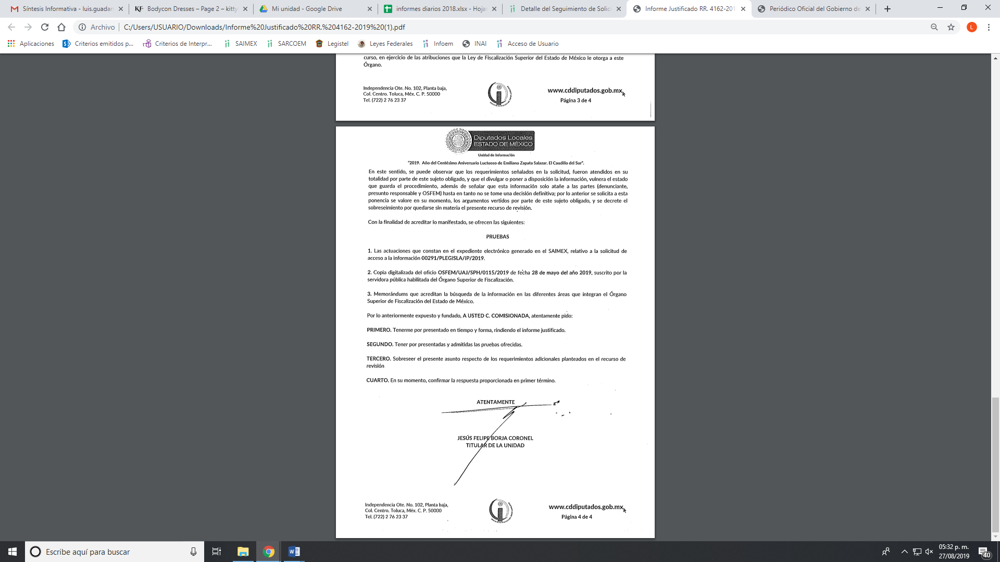 Síntesis Informativa - luis.guadar
Bodycon Dresses – Page 2 – kitty
Mi unidad - Google Drive
informes diarios 2018.xlsx - Hoja
Detalle del Seguimiento de Solici
Informe Justificado RR. 4162-201
Periódico Oficial del Gobierno de
Archivo
C:/Users/USUARIO/Downloads/Informe%20Justificado%20RR.%204162-2019%20(1).pdf
L
Aplicaciones
Criterios emitidos p...
Criterios de Interpr...
SAIMEX
SARCOEM
Legistel
Leyes Federales
Infoem
INAI
Acceso de Usuario
curso, en ejercicio de las atribuciones que la Ley de Fiscalización Superior del Estado de México le otorga a este
Órgano.
Independencia Ote. No. 102, Planta baja,
Col. Centro. Toluca, Méx. C. P. 50000
Tel. (722) 2 76 23 37
www.cddiputados.gob.mx
Página 3 de 4
Diputados Locales
ESTADO DE MÉXICO
Unidad de Información
"2019. Año del Centésimo Aniversario Luctuoso de Emiliano Zapata Salazar. El Caudillo del Sur".
En este sentido, se puede observar que los requerimientos señalados en la solicitud, fueron atendidos en su
totalidad por parte de este sujeto obligado, y que el divulgar o poner a disposición la información, vulnera el estado
que guarda el procedimiento, además de señalar que esta información solo atañe a las partes (denunciante,
presunto responsable y OSFEM) hasta en tanto no se tome una decisión definitiva; por lo anterior se solicita a esta
ponencia se valore en su momento, los argumentos vertidos por parte de este sujeto obligado, y se decrete el
sobreseimiento por quedarse sin materia el presente recurso de revisión.
Con la finalidad de acreditar lo manifestado, se ofrecen las siguientes:
PRUEBAS
1. Las actuaciones que constan en el expediente electrónico generado en el SAIMEX, relativo a la solicitud de
acceso a la información 00291/PLEGISLA/IP/2019.
2. Copia digitalizada del oficio OSFEM/UAJ/SPH/0115/2019 de fecha 28 de mayo del año 2019, suscrito por la
servidora pública habilitada del Órgano Superior de Fiscalización.
3. Memorándums que acreditan la búsqueda de la información en las diferentes áreas que integran el Órgano
Superior de Fiscalización del Estado de México.
Por lo anteriormente expuesto y fundado, A USTED C. COMISIONADA, atentamente pido:
PRIMERO. Tenerme por presentado en tiempo y forma, rindiendo el informe justificado.
SEGUNDO. Tener por presentadas y admitidas las pruebas ofrecidas.
TERCERO. Sobreseer el presente asunto respecto de los requerimientos adicionales planteados en el recurso de
revisión
CUARTO. En su momento, confirmar la respuesta proporcionada en primer término.
ATENTAMENTE
JESÚS FELIPE BORJA CORONEL
TITULAR DE LA UNIDAD
Independencia Ote. No. 102, Planta baja,
Col. Centro. Toluca, Méx. C. P. 50000
Tel. (722) 2 76 23 37
www.cddiputados.gob.mx
Página 4 de 4
Escribe aquí para buscar
05:32 p. m.
27/08/2019
40